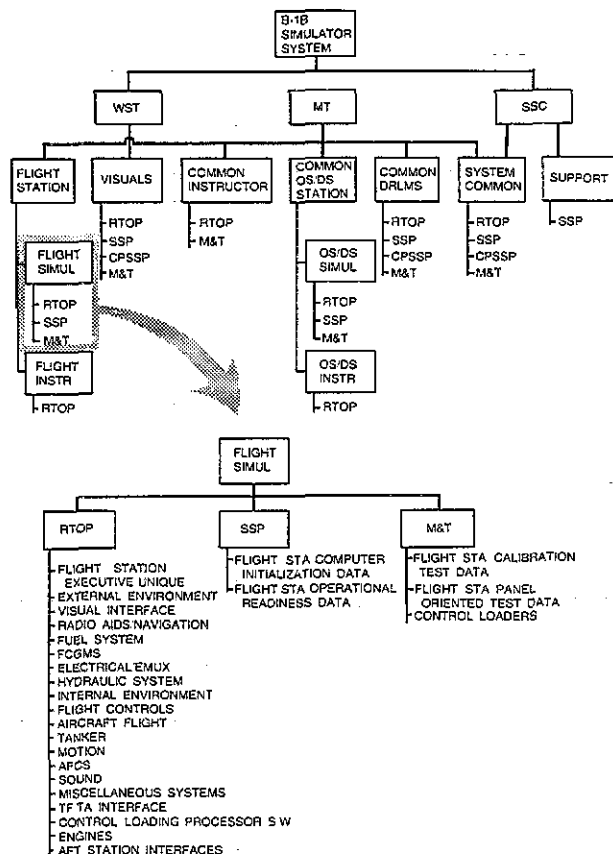 B-1B
SIMULATOR
SYSTEM
WST
MT
SSC
FLIGHT
STATION
VISUALS
COMMON
INSTRUCTOR
COMMON
OS/DS
STATION
COMMON
DRLMS
SYSTEM
COMMON
SUPPORT
FLIGHT
SIMUL
RTOP
SSP
M&T
FLIGHT
INSTR
RTOP
RTOP
SSP
CPSSP
M&T
RTOP
M&T
OS/DS
SIMUL
RTOP
SSP
M&T
OS/DS
INSTR
RTOP
RTOP
SSP
CPSSP
M&T
RTOP
SSP
CPSSP
M&T
SSP
FLIGHT
SIMUL
RTOP
SSP
M&T
FLIGHT STATION
EXECUTIVE UNIQUE
EXTERNAL ENVIRONMENT
VISUAL INTERFACE
RADIO AIDS/NAVIGATION
FUEL SYSTEM
FCGMS
ELECTRICAL/EMUX
HYDRAULIC SYSTEM
INTERNAL ENVIRONMENT
FLIGHT CONTROLS
AIRCRAFT FLIGHT
TANKER
MOTION
AFCS
SOUND
MISCELLANEOUS SYSTEMS
TF TA INTERFACE
CONTROL LOADING PROCESSOR S W
ENGINES
AFT STATION INTERFACES
FLIGHT STA COMPUTER
INITIALIZATION DATA
FLIGHT STA OPERATIONAL
READINESS DATA
FLIGHT STA CALIBRATION
TEST DATA
FLIGHT STA PANEL
ORIENTED TEST DATA
CONTROL LOADERS